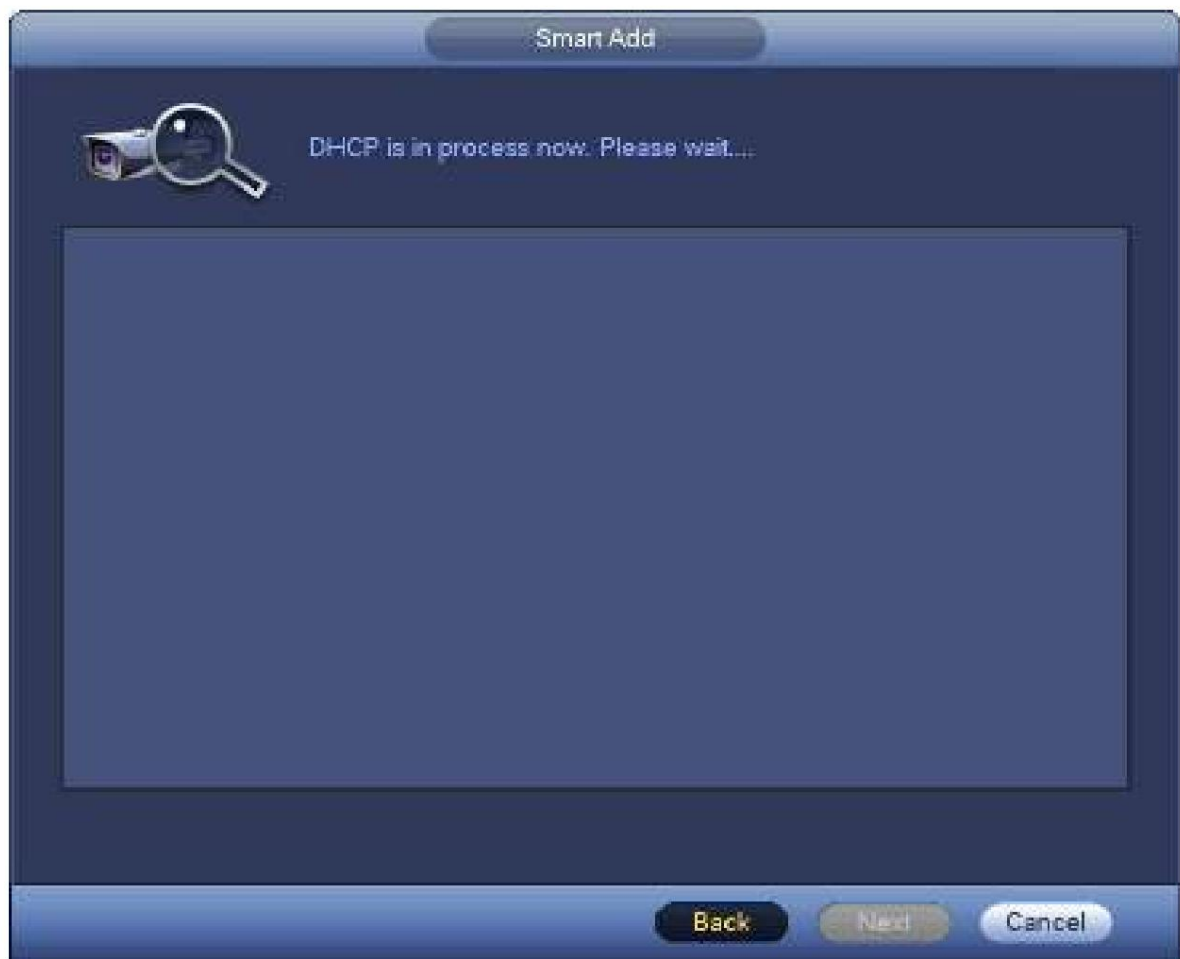 Smart Add
DHCP is in process now. Please wait....
Back
Next
Cancel